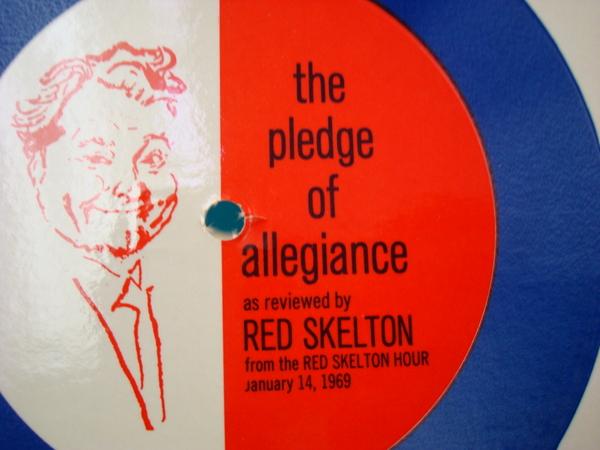 the
pledge
of
allegiance
as reviewed by
RED SKELTON
from the RED SKELTON HOUR
January 14, 1969